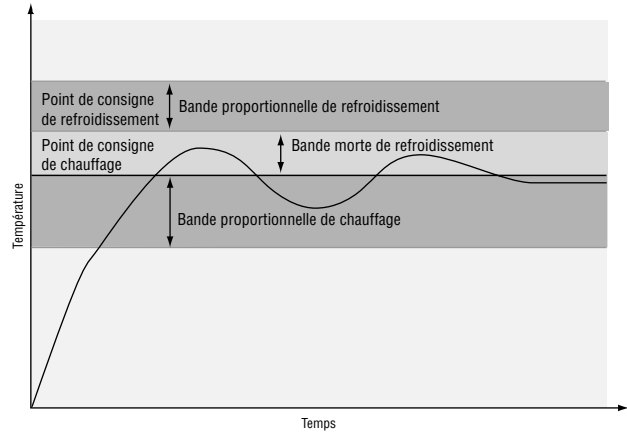 Point de consigne
de refroidissement
Bande proportionnelle de refroidissement
Point de consigne
de chauffage
Bande morte de refroidissement
Bande proportionnelle de chauffage
Température
Temps